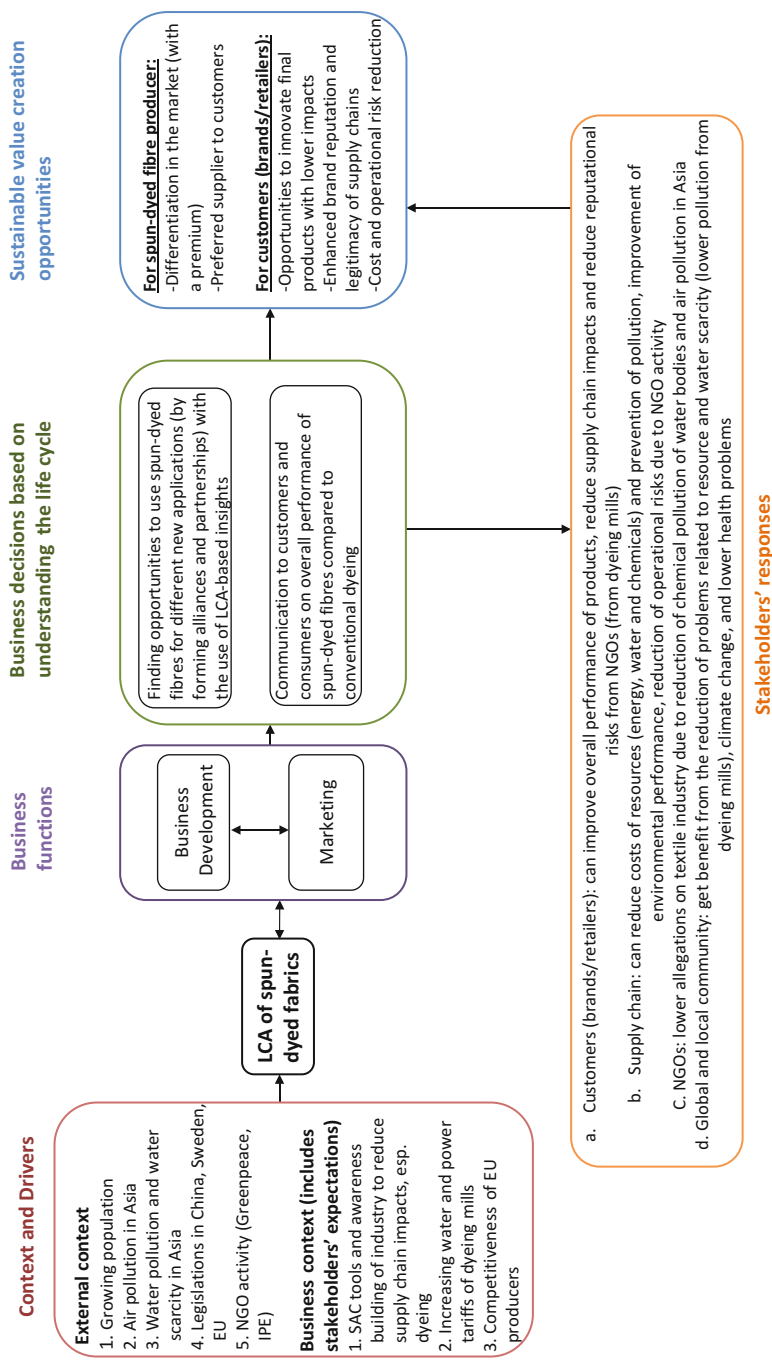 Context and Drivers
External context
1. Growing population
2. Air pollution in Asia
3. Water pollution and water
scarcity in Asia
4. Legislations in China, Sweden,
EU
5. NGO activity (Greenpeace,
IPE)
Business context (includes
stakeholders' expectations)
1. SAC tools and awareness
building of industry to reduce
supply chain impacts, esp.
dyeing
2. Increasing water and power
tariffs of dyeing mills
3. Competitiveness of EU
producers
LCA of spun-
dyed fabrics
Business
functions
Business
Development
Marketing
Business decisions based on
understanding the life cycle
Finding opportunities to use spun-dyed
fibres for different new applications (by
forming alliances and partnerships) with
the use of LCA-based insights
Communication to customers and
consumers on overall performance of
spun-dyed fibres compared to
conventional dyeing
Sustainable value creation
opportunities
For spun-dyed fibre producer:
-Differentiation in the market (with
a premium)
-Preferred supplier to customers
For customers (brands/retailers):
-Opportunities to innovate final
products with lower impacts
-Enhanced brand reputation and
legitimacy of supply chains
-Cost and operational risk reduction
a. Customers (brands/retailers): can improve overall performance of products, reduce supply chain impacts and reduce reputational
risks from NGOs (from dyeing mills)
b. Supply chain: can reduce costs of resources (energy, water and chemicals) and prevention of pollution, improvement of
environmental performance, reduction of operational risks due to NGO activity
C. NGOs: lower allegations on textile industry due to reduction of chemical pollution of water bodies and air pollution in Asia
d. Global and local community: get benefit from the reduction of problems related to resource and water scarcity (lower pollution from
dyeing mills), climate change, and lower health problems
Stakeholders' responses